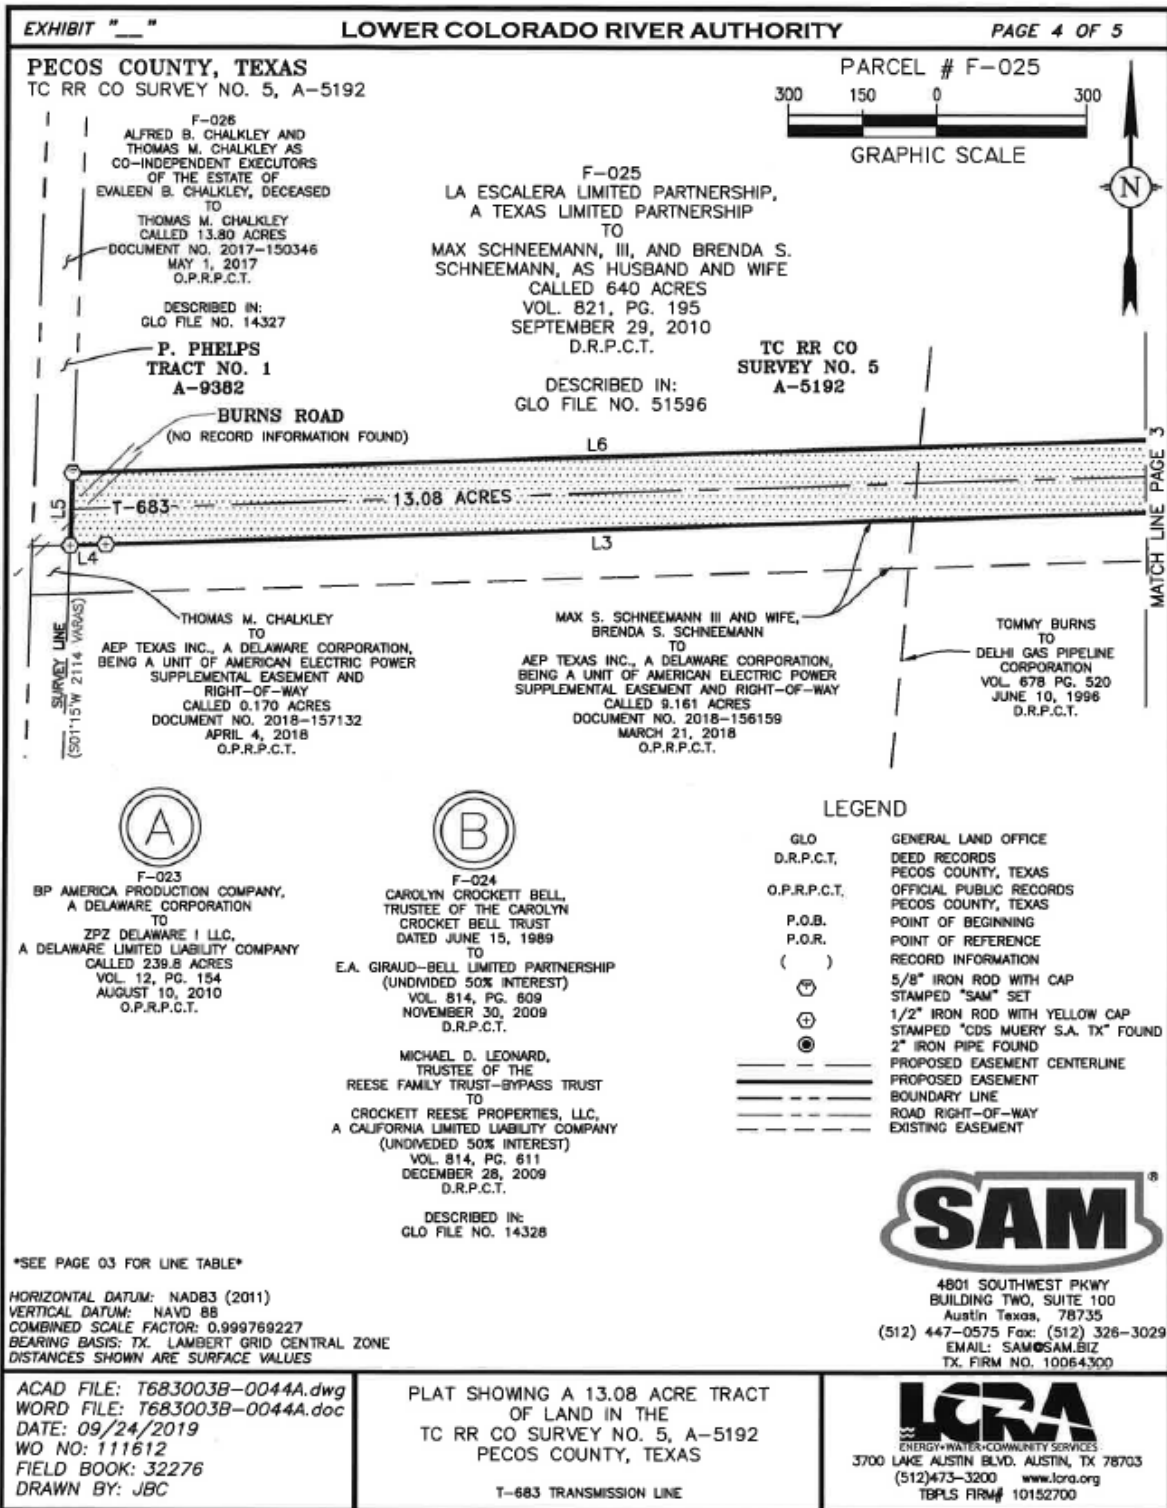 EXHIBIT "__"
LOWER COLORADO RIVER AUTHORITY
PAGE 4 OF 5
PECOS COUNTY, TEXAS
TC RR CO SURVEY NO. 5, A-5192
PARCEL # F-025
300 150 0 300
GRAPHIC SCALE
N
F-026
ALFRED B. CHALKLEY AND
THOMAS M. CHALKLEY AS
CO-INDEPENDENT EXECUTORS
OF THE ESTATE OF
EVALEEN B. CHALKLEY, DECEASED
TO
THOMAS M. CHALKLEY
CALLED 13.80 ACRES
DOCUMENT NO. 2017-150346
MAY 1, 2017
O.P.R.P.C.T.
DESCRIBED IN:
GLO FILE NO. 14327
P. PHELPS
TRACT NO. 1
A-9382
BURNS ROAD
(NO RECORD INFORMATION FOUND)
F-025
LA ESCALERA LIMITED PARTNERSHIP,
A TEXAS LIMITED PARTNERSHIP
TO
MAX SCHNEEMANN, III, AND BRENDA S.
SCHNEEMANN, AS HUSBAND AND WIFE
CALLED 640 ACRES
VOL. 821, PG. 195
SEPTEMBER 29, 2010
D.R.P.C.T.
DESCRIBED IN:
GLO FILE NO. 51596
TC RR CO
SURVEY NO. 5
A-5192
L6
MATCH LINE PAGE 3
L5
T-683
13.08 ACRES
L4
L3
SURVEY LINE
(S01°15'W 2114 VARAS)
THOMAS M. CHALKLEY
TO
AEP TEXAS INC., A DELAWARE CORPORATION,
BEING A UNIT OF AMERICAN ELECTRIC POWER
SUPPLEMENTAL EASEMENT AND
RIGHT-OF-WAY
CALLED 0.170 ACRES
DOCUMENT NO. 2018-157132
APRIL 4, 2018
O.P.R.P.C.T.
MAX S. SCHNEEMANN III AND WIFE,
BRENDA S. SCHNEEMANN
TO
AEP TEXAS INC., A DELAWARE CORPORATION,
BEING A UNIT OF AMERICAN ELECTRIC POWER
SUPPLEMENTAL EASEMENT AND RIGHT-OF-WAY
CALLED 9.161 ACRES
DOCUMENT NO. 2018-156159
MARCH 21, 2018
O.P.R.P.C.T.
TOMMY BURNS
TO
DELHI GAS PIPELINE
CORPORATION
VOL. 678 PG. 520
JUNE 10, 1996
D.R.P.C.T.
A
F-023
BP AMERICA PRODUCTION COMPANY,
A DELAWARE CORPORATION
TO
ZPZ DELAWARE I LLC,
A DELAWARE LIMITED LIABILITY COMPANY
CALLED 239.8 ACRES
VOL. 12, PG. 154
AUGUST 10, 2010
O.P.R.P.C.T.
B
F-024
CAROLYN CROCKETT BELL,
TRUSTEE OF THE CAROLYN
CROCKET BELL TRUST
DATED JUNE 15, 1989
TO
E.A. GIRAUD-BELL LIMITED PARTNERSHIP
(UNDIVIDED 50% INTEREST)
VOL. 814, PG. 609
NOVEMBER 30, 2009
D.R.P.C.T.
MICHAEL D. LEONARD,
TRUSTEE OF THE
REESE FAMILY TRUST-BYPASS TRUST
TO
CROCKETT REESE PROPERTIES, LLC,
A CALIFORNIA LIMITED LIABILITY COMPANY
(UNDIVEDED 50% INTEREST)
VOL. 814, PG. 611
DECEMBER 28, 2009
D.R.P.C.T.
DESCRIBED IN:
GLO FILE NO. 14328
LEGEND
GLO GENERAL LAND OFFICE
D.R.P.C.T. DEED RECORDS
PECOS COUNTY, TEXAS
O.P.R.P.C.T. OFFICIAL PUBLIC RECORDS
PECOS COUNTY, TEXAS
P.O.B. POINT OF BEGINNING
P.O.R. POINT OF REFERENCE
( ) RECORD INFORMATION
5/8" IRON ROD WITH CAP
STAMPED "SAM" SET
1/2" IRON ROD WITH YELLOW CAP
STAMPED "CDS MUERY S.A. TX" FOUND
2" IRON PIPE FOUND
PROPOSED EASEMENT CENTERLINE
PROPOSED EASEMENT
BOUNDARY LINE
ROAD RIGHT-OF-WAY
EXISTING EASEMENT
SAM®
4801 SOUTHWEST PKWY
BUILDING TWO, SUITE 100
Austin Texas, 78735
(512) 447-0575 Fax: (512) 326-3029
EMAIL: SAM@SAM.BIZ
TX. FIRM NO. 10064300
*SEE PAGE 03 FOR LINE TABLE*
HORIZONTAL DATUM: NAD83 (2011)
VERTICAL DATUM: NAVD 88
COMBINED SCALE FACTOR: 0.999769227
BEARING BASIS: TX. LAMBERT GRID CENTRAL ZONE
DISTANCES SHOWN ARE SURFACE VALUES
ACAD FILE: T683003B-0044A.dwg
WORD FILE: T683003B-0044A.doc
DATE: 09/24/2019
WO NO: 111612
FIELD BOOK: 32276
DRAWN BY: JBC
PLAT SHOWING A 13.08 ACRE TRACT
OF LAND IN THE
TC RR CO SURVEY NO. 5, A-5192
PECOS COUNTY, TEXAS
T-683 TRANSMISSION LINE
LCRA
ENERGY•WATER•COMMUNITY SERVICES
3700 LAKE AUSTIN BLVD. AUSTIN, TX 78703
(512)473-3200 www.lcra.org
TBPLS FIRM# 10152700